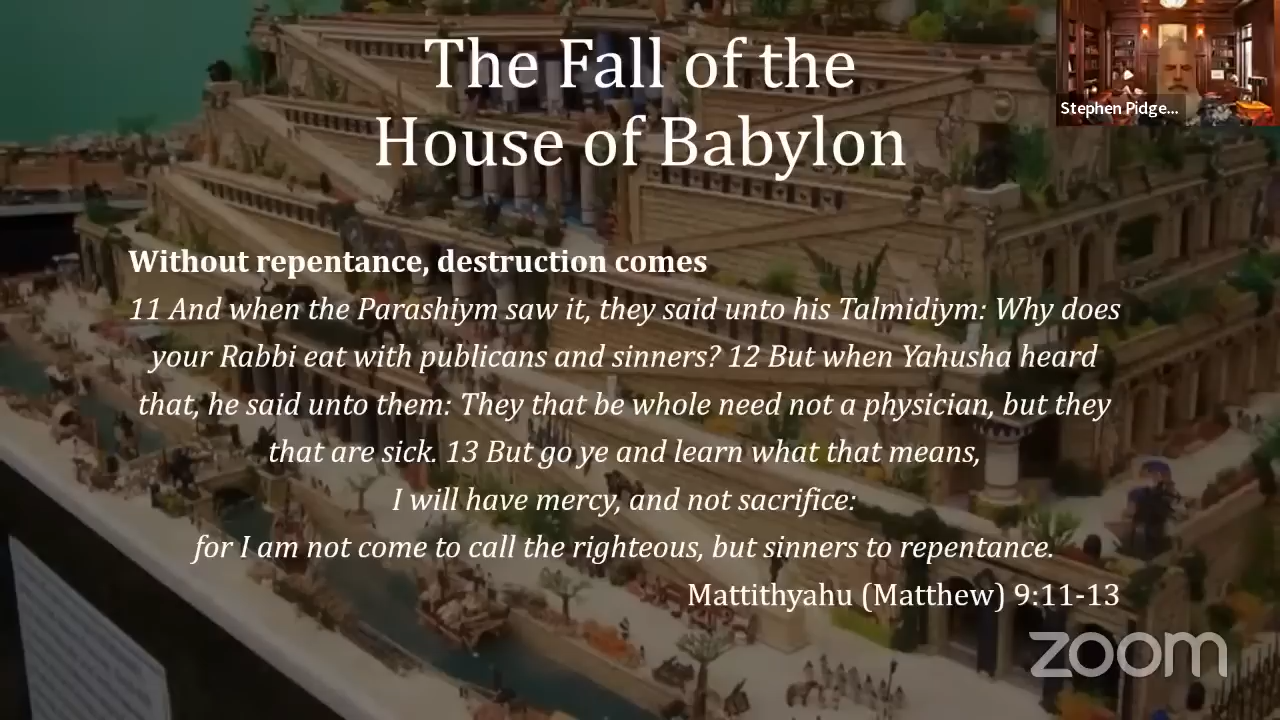 The Fall of the
House of Babylon
Stephen Pidge...
Without repentance, destruction comes
11 And when the Parashiym saw it, they said unto his Talmidiym: Why does
your Rabbi eat with publicans and sinners? 12 But when Yahusha heard
that, he said unto them: They that be whole need not a physician, but they
that are sick. 13 But go ye and learn what that means,
I will have mercy, and not sacrifice:
for I am not come to call the righteous, but sinners to repentance.
Mattithyahu (Matthew) 9:11-13
zoom